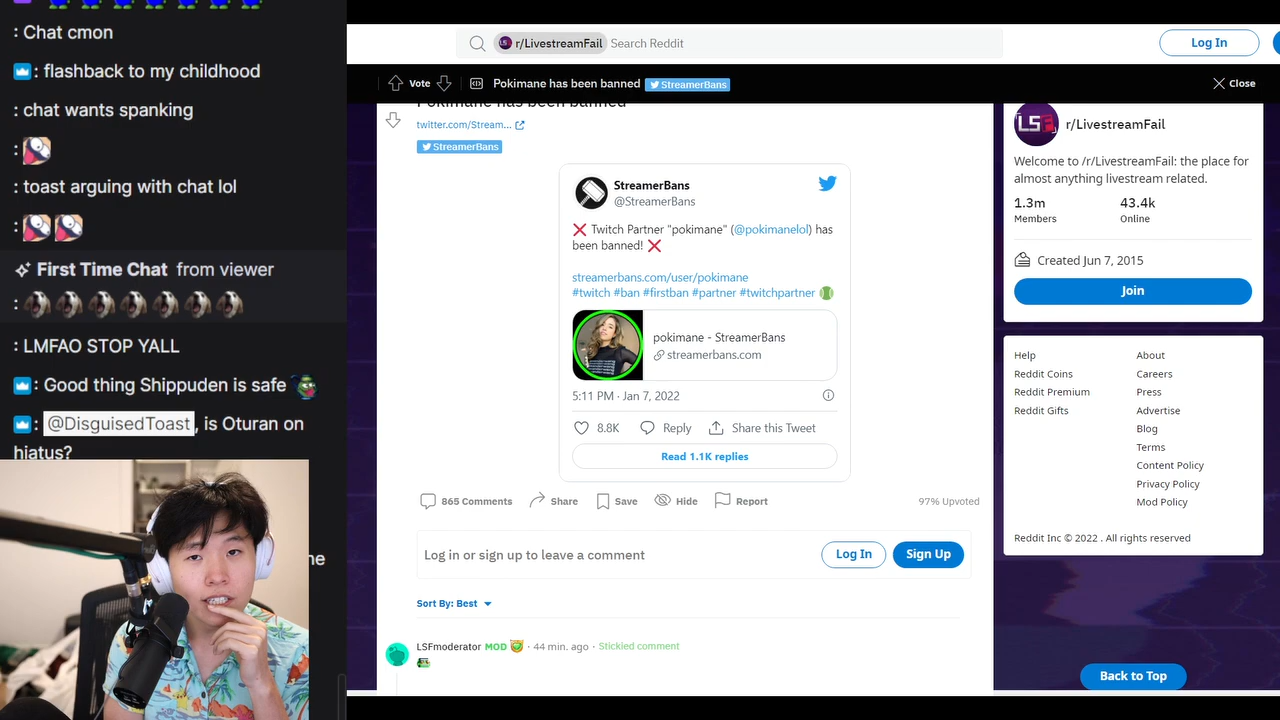 : Chat cmon
: flashback to my childhood
: chat wants spanking
:
: toast arguing with chat lol
:
First Time Chat from viewer
:
: LMFAO STOP YALL
: Good thing Shippuden is safe
: @DisguisedToast, is Oturan on
hiatus?
me
r/LivestreamFail Search Reddit
Log In
Vote
Pokimane has been banned StreamerBans
Close
Pokimane has been banned
twitter.com/Stream...
StreamerBans
StreamerBans
@StreamerBans
❌ Twitch Partner "pokimane" (@pokimanelol) has
been banned! ❌
streamerbans.com/user/pokimane
#twitch #ban #firstban #partner #twitchpartner
pokimane - StreamerBans
streamerbans.com
5:11 PM · Jan 7, 2022
8.8K Reply Share this Tweet
Read 1.1K replies
865 Comments Share Save Hide Report 97% Upvoted
Log in or sign up to leave a comment
Log In
Sign Up
Sort By: Best
LSFmoderator MOD · 44 min. ago · Stickied comment
LSF
r/LivestreamFail
Welcome to /r/LivestreamFail: the place for
almost anything livestream related.
1.3m 43.4k
Members Online
Created Jun 7, 2015
Join
Help About
Reddit Coins Careers
Reddit Premium Press
Reddit Gifts Advertise
Blog
Terms
Content Policy
Privacy Policy
Mod Policy
Reddit Inc © 2022 . All rights reserved
Back to Top